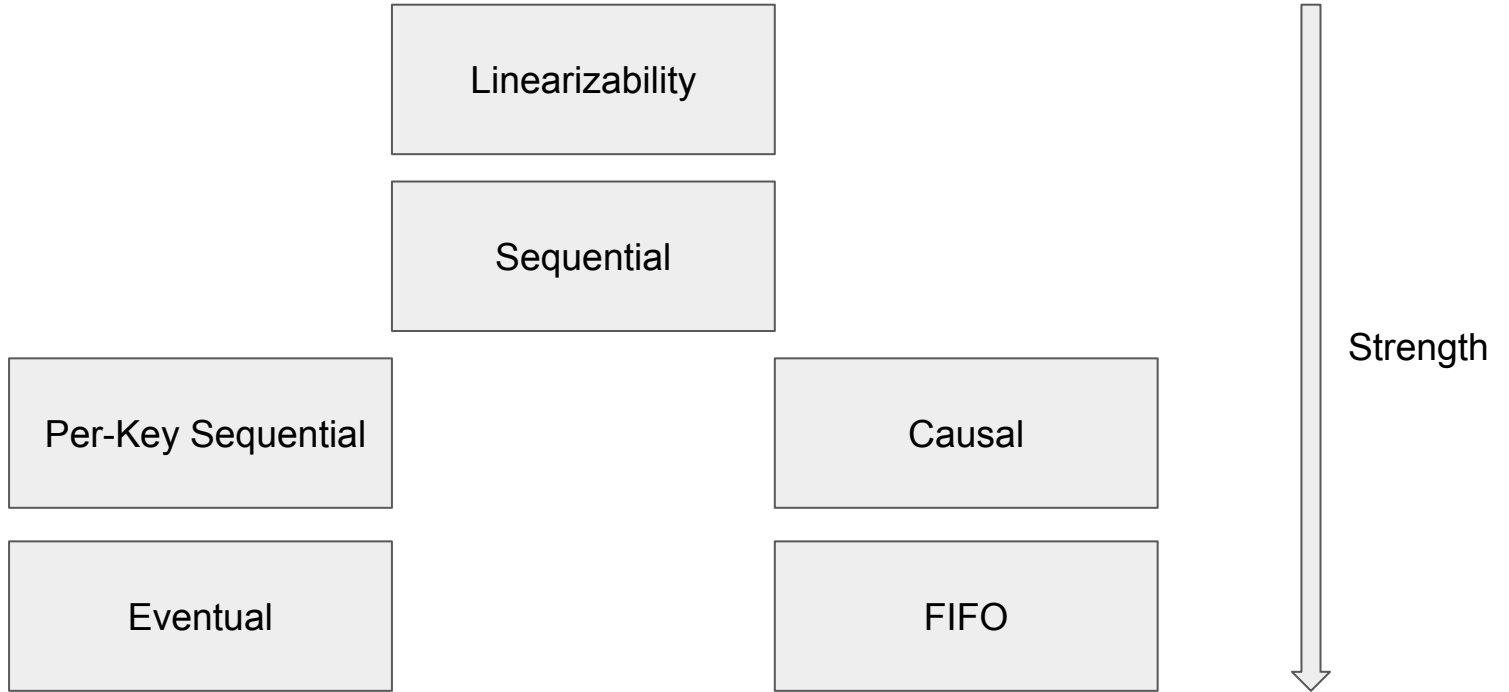 Linearizability
Sequential
Strength
Per-Key Sequential
Causal
Eventual
FIFO